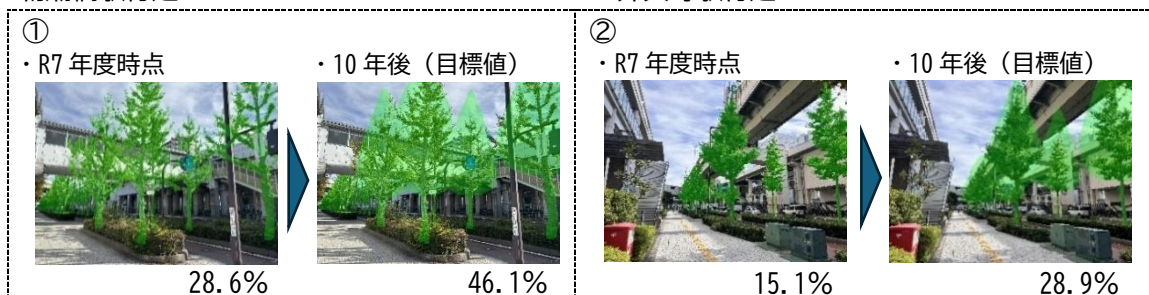 ①
・R7 年度時点
・10 年後（目標値）
28.6%
46.1%
②
・R7 年度時点
・10 年後（目標値）
15.1%
28.9%